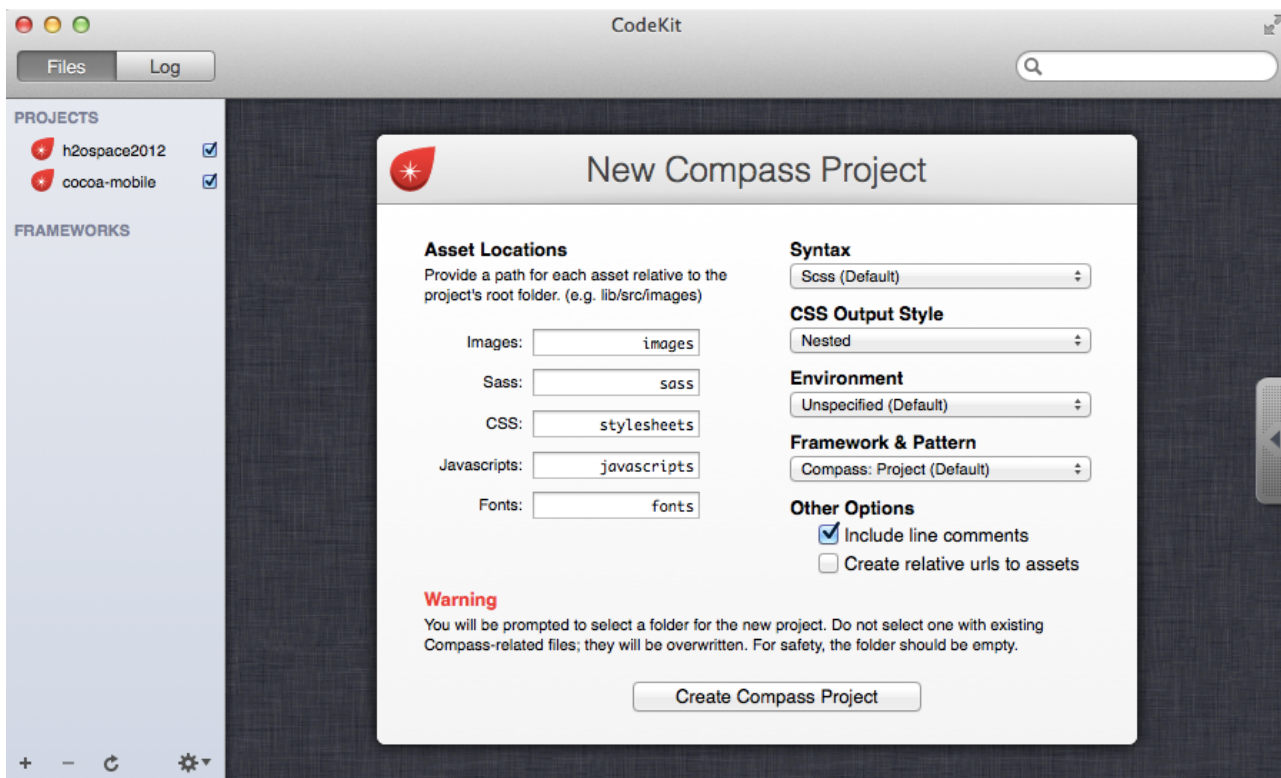 CodeKit
Files
Log
PROJECTS
h2ospace2012
cocoa-mobile
FRAMEWORKS
New Compass Project
Asset Locations
Provide a path for each asset relative to the
project's root folder. (e.g. lib/src/images)
Images: images
Sass: sass
CSS: stylesheets
Javascripts: javascripts
Fonts: fonts
Syntax
Scss (Default)
CSS Output Style
Nested
Environment
Unspecified (Default)
Framework & Pattern
Compass: Project (Default)
Other Options
Include line comments
Create relative urls to assets
Warning
You will be prompted to select a folder for the new project. Do not select one with existing
Compass-related files; they will be overwritten. For safety, the folder should be empty.
Create Compass Project